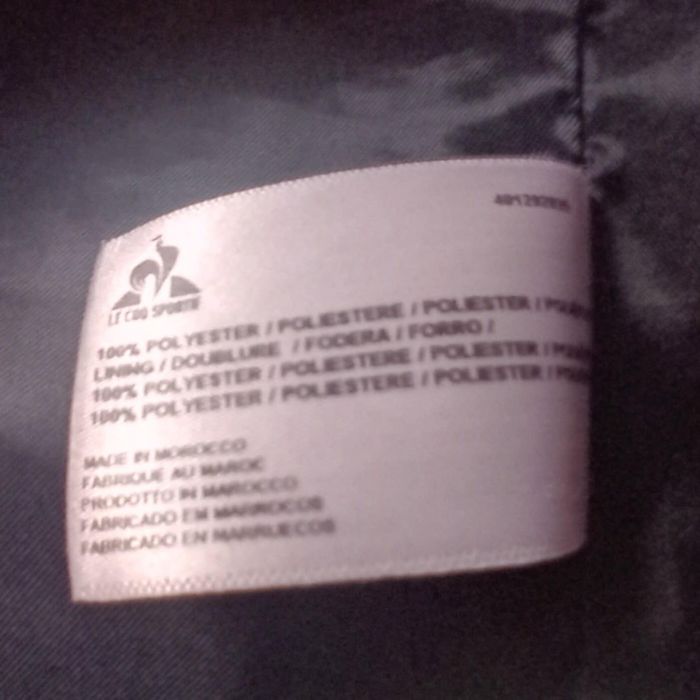 LE COQ SPORTIF
100% POLYESTER / POLIESTERE / POLIESTER /
LINING / DOUBLURE / FODERA / FORRO /
100% POLYESTER / POLIESTERE / POLIESTER /
100% POLYESTER / POLIESTERE / POLIESTER /
MADE IN MOROCCO
FABRIQUE AU MAROC
PRODOTTO IN MAROCCO
FABRICADO EM MARROCOS
FABRICADO EN MARRUECOS